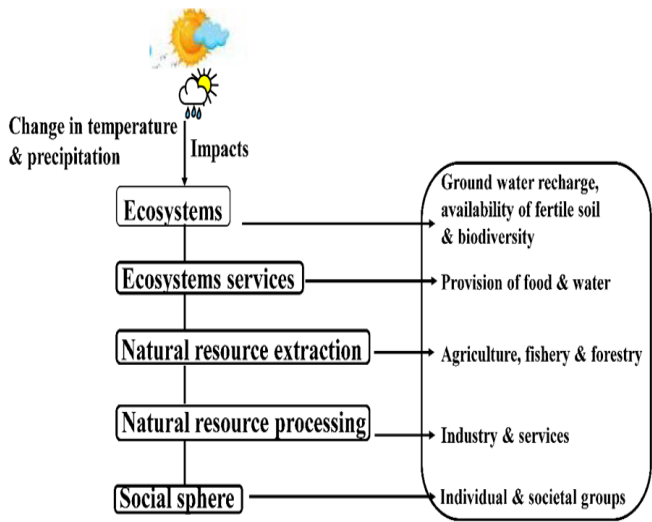 Change in temperature
& precipitation
Impacts
Ecosystems
Ground water recharge,
availability of fertile soil
& biodiversity
Ecosystems services
Provision of food & water
Natural resource extraction
Agriculture, fishery & forestry
Natural resource processing
Industry & services
Social sphere
Individual & societal groups